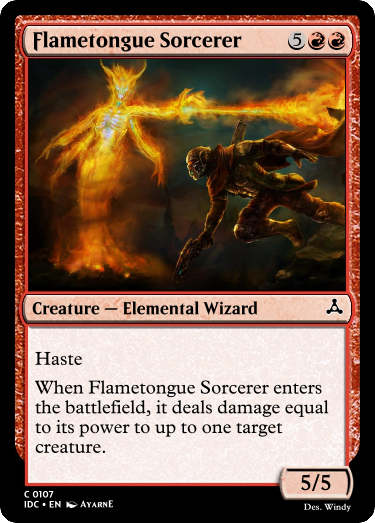 Flametongue Sorcerer 5
Creature — Elemental Wizard
Haste
When Flametongue Sorcerer enters
the battlefield, it deals damage equal
to its power to up to one target
creature.
5/5
C 0107
IDC • EN Ayarne
Des. Windy